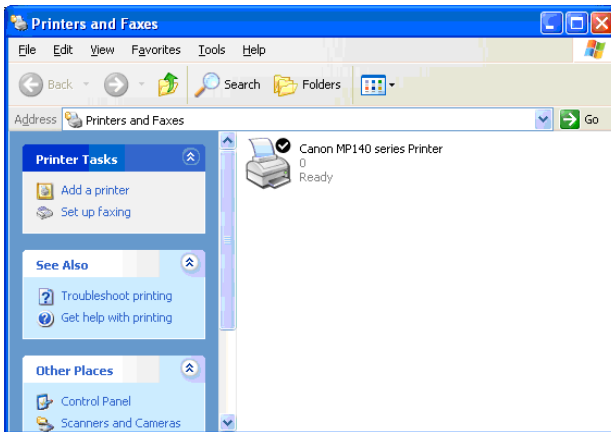 Printers and Faxes
File Edit View Favorites Tools Help
Back Search Folders
Address Printers and Faxes Go
Printer Tasks
Add a printer
Set up faxing
See Also
Troubleshoot printing
Get help with printing
Other Places
Control Panel
Scanners and Cameras
Canon MP140 series Printer
0
Ready